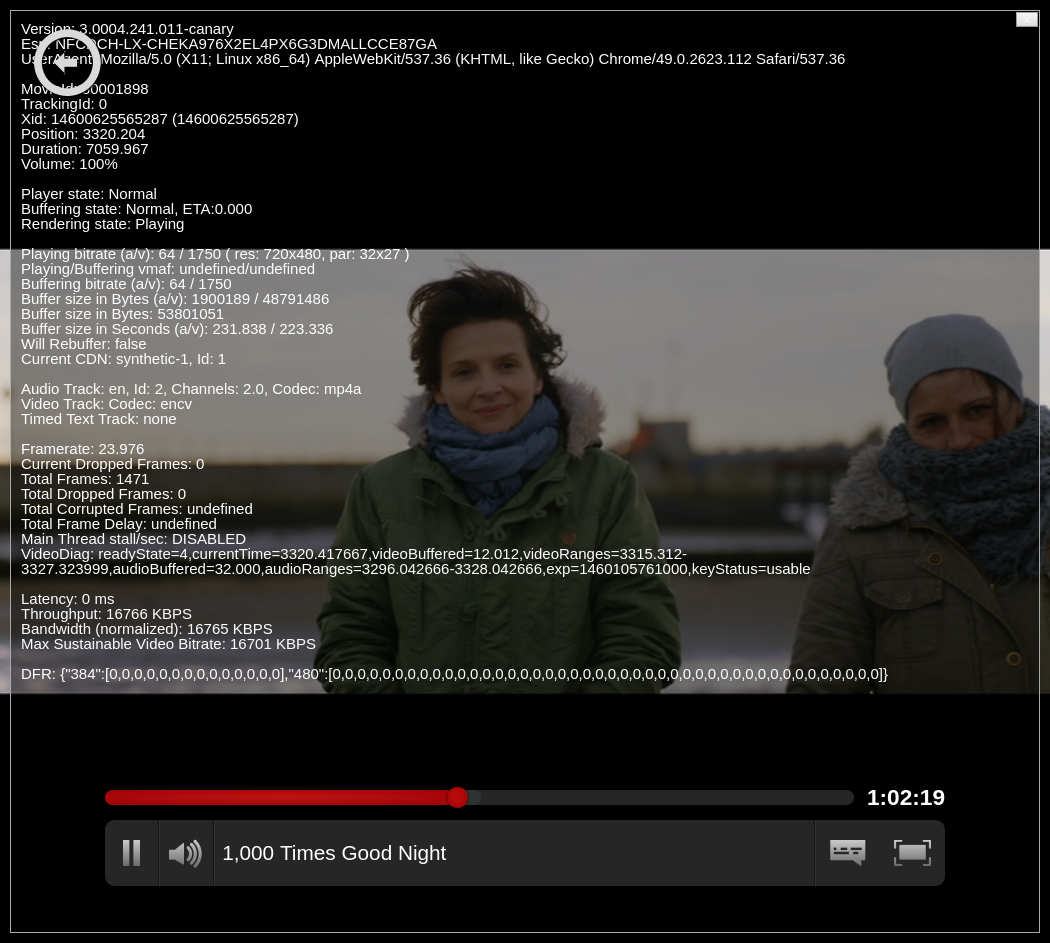 Version: 3.0004.241.011-canary
Esn: NFCDCH-LX-CHEKA976X2EL4PX6G3DMALLCCE87GA
UserAgent: Mozilla/5.0 (X11; Linux x86_64) AppleWebKit/537.36 (KHTML, like Gecko) Chrome/49.0.2623.112 Safari/537.36
MovieId: 80001898
TrackingId: 0
Xid: 14600625565287 (14600625565287)
Position: 3320.204
Duration: 7059.967
Volume: 100%
Player state: Normal
Buffering state: Normal, ETA:0.000
Rendering state: Playing
Playing bitrate (a/v): 64 / 1750 ( res: 720x480, par: 32x27 )
Playing/Buffering vmaf: undefined/undefined
Buffering bitrate (a/v): 64 / 1750
Buffer size in Bytes (a/v): 1900189 / 48791486
Buffer size in Bytes: 53801051
Buffer size in Seconds (a/v): 231.838 / 223.336
Will Rebuffer: false
Current CDN: synthetic-1, Id: 1
Audio Track: en, Id: 2, Channels: 2.0, Codec: mp4a
Video Track: Codec: encv
Timed Text Track: none
Framerate: 23.976
Current Dropped Frames: 0
Total Frames: 1471
Total Dropped Frames: 0
Total Corrupted Frames: undefined
Total Frame Delay: undefined
Main Thread stall/sec: DISABLED
VideoDiag: readyState=4,currentTime=3320.417667,videoBuffered=12.012,videoRanges=3315.312-
3327.323999,audioBuffered=32.000,audioRanges=3296.042666-3328.042666,exp=1460105761000,keyStatus=usable
Latency: 0 ms
Throughput: 16766 KBPS
Bandwidth (normalized): 16765 KBPS
Max Sustainable Video Bitrate: 16701 KBPS
DFR: {"384":[0,0,0,0,0,0,0,0,0,0,0,0,0,0],"480":[0,0,0,0,0,0,0,0,0,0,0,0,0,0,0,0,0,0,0,0,0,0,0,0,0,0,0,0,0,0,0,0,0,0,0,0,0,0,0,0,0,0,0,0]}
1:02:19
1,000 Times Good Night